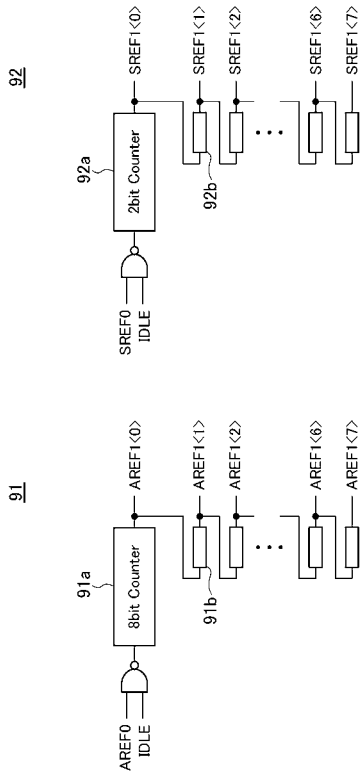 91
91a
8bit Counter
AREF0
IDLE
AREF1<0>
AREF1<1>
91b
AREF1<2>
AREF1<6>
AREF1<7>
92
92a
2bit Counter
SREF0
IDLE
SREF1<0>
SREF1<1>
92b
SREF1<2>
SREF1<6>
SREF1<7>